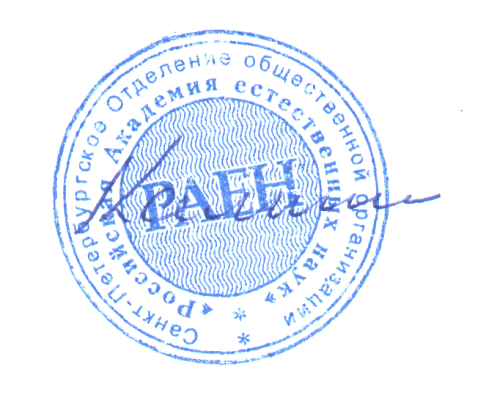 Санкт-Петербургское Отделение общественной организации
«Российская Академия естественных наук»
РАЕН